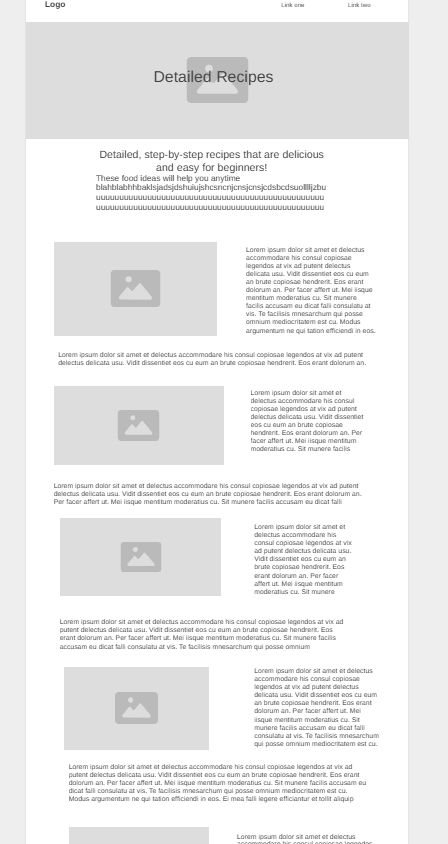 Logo
Link one
Link two
Detailed Recipes
Detailed, step-by-step recipes that are delicious
and easy for beginners!
These food ideas will help you anytime
Lorem ipsum dolor sit amet et delectus
accommodare his consul copiosae
legendos at vix ad putent delectus
delicata usu. Vidit dissentiet eos cu eum
an brute copiosae hendrerit. Eos erant
dolorum an. Per facer affert ut. Mei iisque
mentitum moderatius cu. Sit munere
facilis accusam eu dicat falli consulatu at
vis. Te facilisis mnesarchum qui posse
omnium mediocritatem est cu. Modus
argumentum ne qui tation efficiendi in eos.
Lorem ipsum dolor sit amet et delectus accommodare his consul copiosae legendos at vix ad putent
delectus delicata usu. Vidit dissentiet eos cu eum an brute copiosae hendrerit. Eos erant dolorum an.
Lorem ipsum dolor sit amet et
delectus accommodare his consul
copiosae legendos at vix ad putent
delectus delicata usu. Vidit dissentiet
eos cu eum an brute copiosae
hendrerit. Eos erant dolorum an. Per
facer affert ut. Mei iisque mentitum
moderatius cu. Sit munere facilis
Lorem ipsum dolor sit amet et delectus accommodare his consul copiosae legendos at vix ad putent
delectus delicata usu. Vidit dissentiet eos cu eum an brute copiosae hendrerit. Eos erant dolorum an.
Per facer affert ut. Mei iisque mentitum moderatius cu. Sit munere facilis accusam eu dicat falli
Lorem ipsum dolor sit amet et
delectus accommodare his
consul copiosae legendos at vix
ad putent delectus delicata usu.
Vidit dissentiet eos cu eum an
brute copiosae hendrerit. Eos
erant dolorum an. Per facer
affert ut. Mei iisque mentitum
moderatius cu. Sit munere
Lorem ipsum dolor sit amet et delectus accommodare his consul copiosae legendos at vix ad
putent delectus delicata usu. Vidit dissentiet eos cu eum an brute copiosae hendrerit. Eos
erant dolorum an. Per facer affert ut. Mei iisque mentitum moderatius cu. Sit munere facilis
accusam eu dicat falli consulatu at vis. Te facilisis mnesarchum qui posse omnium
Lorem ipsum dolor sit amet et delectus
accommodare his consul copiosae
legendos at vix ad putent delectus
delicata usu. Vidit dissentiet eos cu eum
an brute copiosae hendrerit. Eos erant
dolorum an. Per facer affert ut. Mei
iisque mentitum moderatius cu. Sit
munere facilis accusam eu dicat falli
consulatu at vis. Te facilisis mnesarchum
qui posse omnium mediocritatem est cu.
Lorem ipsum dolor sit amet et delectus accommodare his consul copiosae legendos at vix ad
putent delectus delicata usu. Vidit dissentiet eos cu eum an brute copiosae hendrerit. Eos erant
dolorum an. Per facer affert ut. Mei iisque mentitum moderatius cu. Sit munere facilis accusam eu
dicat falli consulatu at vis. Te facilisis mnesarchum qui posse omnium mediocritatem est cu.
Modus argumentum ne qui tation efficiendi in eos. Ei mea falli legere efficiantur et tollit aliquip
Lorem ipsum dolor sit amet et delectus